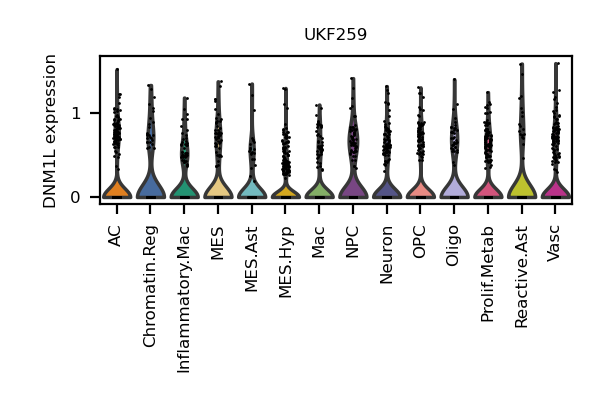 UKF259
DNM1L expression
1
0
AC
Chromatin.Reg
Inflammatory.Mac
MES
MES.Ast
MES.Hyp
Mac
NPC
Neuron
OPC
Oligo
Prolif.Metab
Reactive.Ast
Vasc